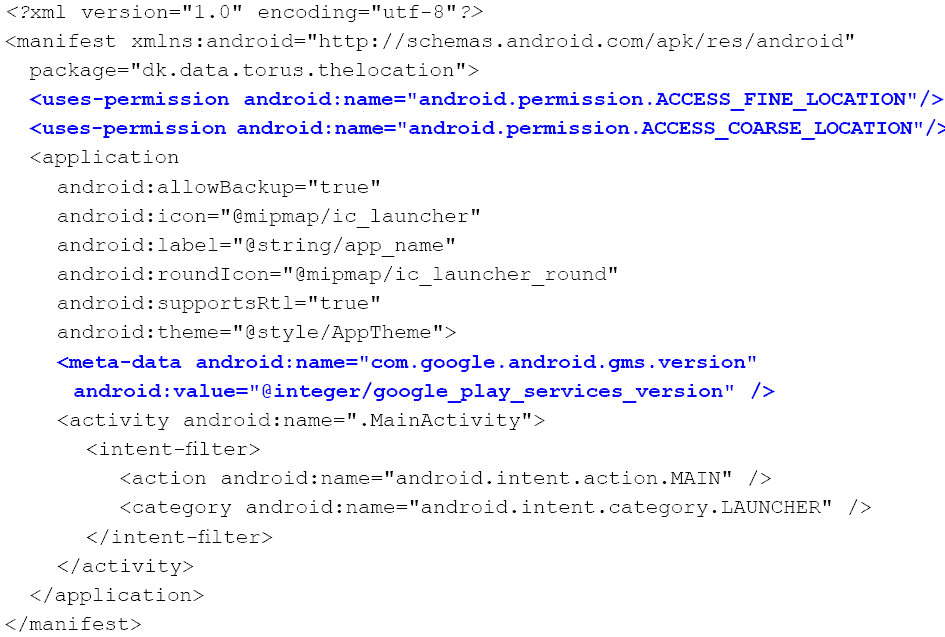 <?xml version="1.0" encoding="utf-8"?>
<manifest xmlns:android="http://schemas.android.com/apk/res/android"
package="dk.data.torus.thelocation">
<uses-permission android:name="android.permission.ACCESS_FINE_LOCATION"/>
<uses-permission android:name="android.permission.ACCESS_COARSE_LOCATION"/>
<application
android:allowBackup="true"
android:icon="@mipmap/ic_launcher"
android:label="@string/app_name"
android:roundIcon="@mipmap/ic_launcher_round"
android:supportsRtl="true"
android:theme="@style/AppTheme">
<meta-data android:name="com.google.android.gms.version"
android:value="@integer/google_play_services_version" />
<activity android:name=".MainActivity">
<intent-filter>
<action android:name="android.intent.action.MAIN" />
<category android:name="android.intent.category.LAUNCHER" />
</intent-filter>
</activity>
</application>
</manifest>